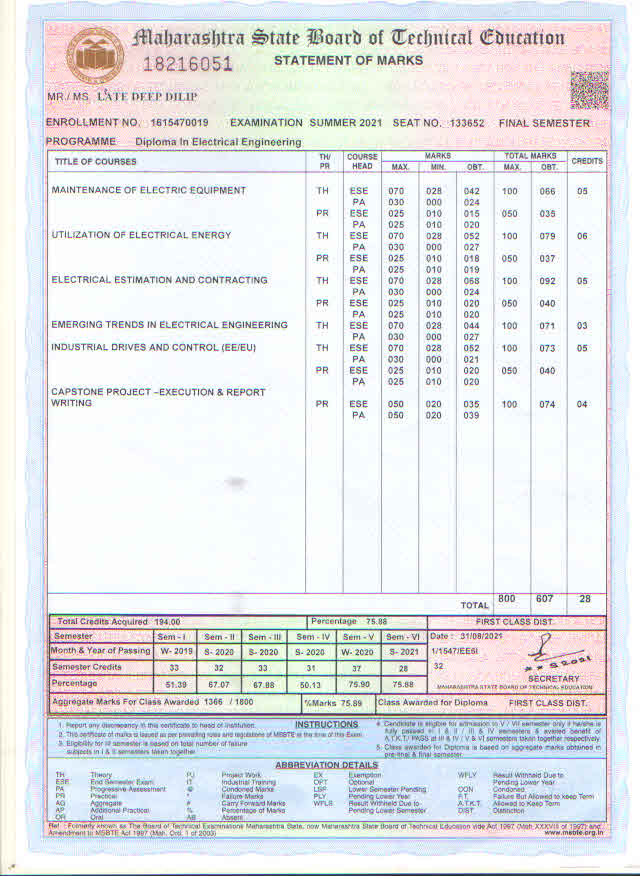 Maharashtra State Board of Technical Education
18216051
STATEMENT OF MARKS
MR./MS. LATE DEEP DILIP
ENROLLMENT NO. 1615470019 EXAMINATION SUMMER 2021 SEAT NO. 133652 FINAL SEMESTER
PROGRAMME Diploma In Electrical Engineering
TITLE OF COURSES TH/ PR COURSE HEAD MARKS MAX. MIN. OBT. TOTAL MARKS MAX. OBT. CREDITS
MAINTENANCE OF ELECTRIC EQUIPMENT TH ESE 070 028 042 100 066 05
PA 030 000 024
PR ESE 025 010 015 050 035
PA 025 010 020
UTILIZATION OF ELECTRICAL ENERGY TH ESE 070 028 052 100 079 06
PA 030 000 027
PR ESE 025 010 018 050 037
PA 025 010 019
ELECTRICAL ESTIMATION AND CONTRACTING TH ESE 070 028 068 100 092 05
PA 030 000 024
PR ESE 025 010 020 050 040
PA 025 010 020
EMERGING TRENDS IN ELECTRICAL ENGINEERING TH ESE 070 028 044 100 071 03
PA 030 000 027
INDUSTRIAL DRIVES AND CONTROL (EE/EU) TH ESE 070 028 052 100 073 05
PA 030 000 021
PR ESE 025 010 020 050 040
PA 025 010 020
CAPSTONE PROJECT –EXECUTION & REPORT
WRITING PR ESE 050 020 035 100 074 04
PA 050 020 039
TOTAL 800 607 28
Total Credits Acquired 194.00 Percentage 75.88 FIRST CLASS DIST.
Semester Sem - I Sem - II Sem - III Sem - IV Sem - V Sem - VI Date : 31/08/2021
Month & Year of Passing W- 2019 S- 2020 S- 2020 S- 2020 W- 2020 S- 2021 1/1547/EE6I
Semester Credits 33 32 33 31 37 28 32
Percentage 51.39 67.07 67.88 50.13 75.90 75.88
SECRETARY
MAHARASHTRA STATE BOARD OF TECHNICAL EDUCATION
Aggregate Marks For Class Awarded 1366 / 1800 %Marks 75.89 Class Awarded for Diploma FIRST CLASS DIST.
INSTRUCTIONS
1. Report any discrepancy in this certificate to head of institution.
2. This certificate of marks is issued as per prevailing rules and regulations of MSBTE at the time of this Exam.
3. Eligibility for III semester is based on total number of failure
subjects in I & II semesters taken together.
4. Candidate is eligible for admission to V / VII semester only if he/she is
fully passed in I & II / III & IV semesters & availed benefit of
A.T.K.T./ PASS at III & IV / V & VI semesters taken together respectively.
5. Class awarded for Diploma is based on aggregate marks obtained in
pre-final & final semester.
ABBREVIATION DETAILS
TH Theory PJ Project Work EX Exemption WFLY Result Withheld Due to
ESE End Semester Exam IT Industrial Training OPT Optional Pending Lower Year
PA Progressive Assessment @ Condoned Marks LSP Lower Semester Pending CON Condoned
PR Practical * Failure Marks PLY Pending Lower Year F.T. Failure But Allowed to keep Term
AG Aggregate # Carry Forward Marks WFLS Result Withheld Due to A.T.K.T. Allowed to Keep Term
AP Additional Practical % Percentage of Marks Pending Lower Semester DIST Distinction
OR Oral AB Absent
Ref : Formerly known as The Board of Technical Examinations Maharashtra State, now Maharashtra State Board of Technical Education vide Act 1997 (Mah. XXXVIII of 1997) and
Amendment to MSBTE Act 1997 (Mah. Ord. 1 of 2003) www.msbte.org.in